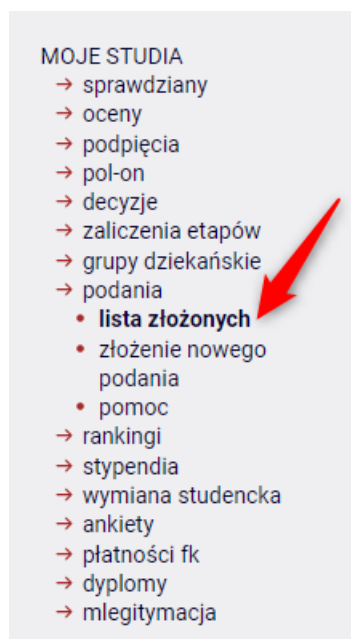 MOJE STUDIA
→ sprawdziany
→ oceny
→ podpięcia
→ pol-on
→ decyzje
→ zaliczenia etapów
→ grupy dziekańskie
→ podania
• lista złożonych
• złożenie nowego
podania
• pomoc
→ rankingi
→ stypendia
→ wymiana studencka
→ ankiety
→ płatności fk
→ dyplomy
→ mlegitymacja